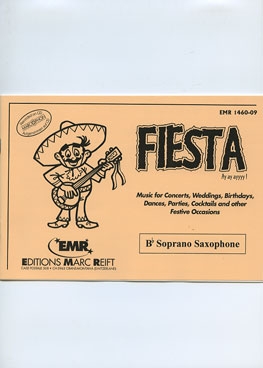 EMR 1460-09
FIESTA
Ay ay ayyyy !
Music for Concerts, Weddings, Birthdays,
Dances, Parties, Cocktails and other
Festive Occasions
B♭ Soprano Saxophone
EMR
EDITIONS MARC REIFT